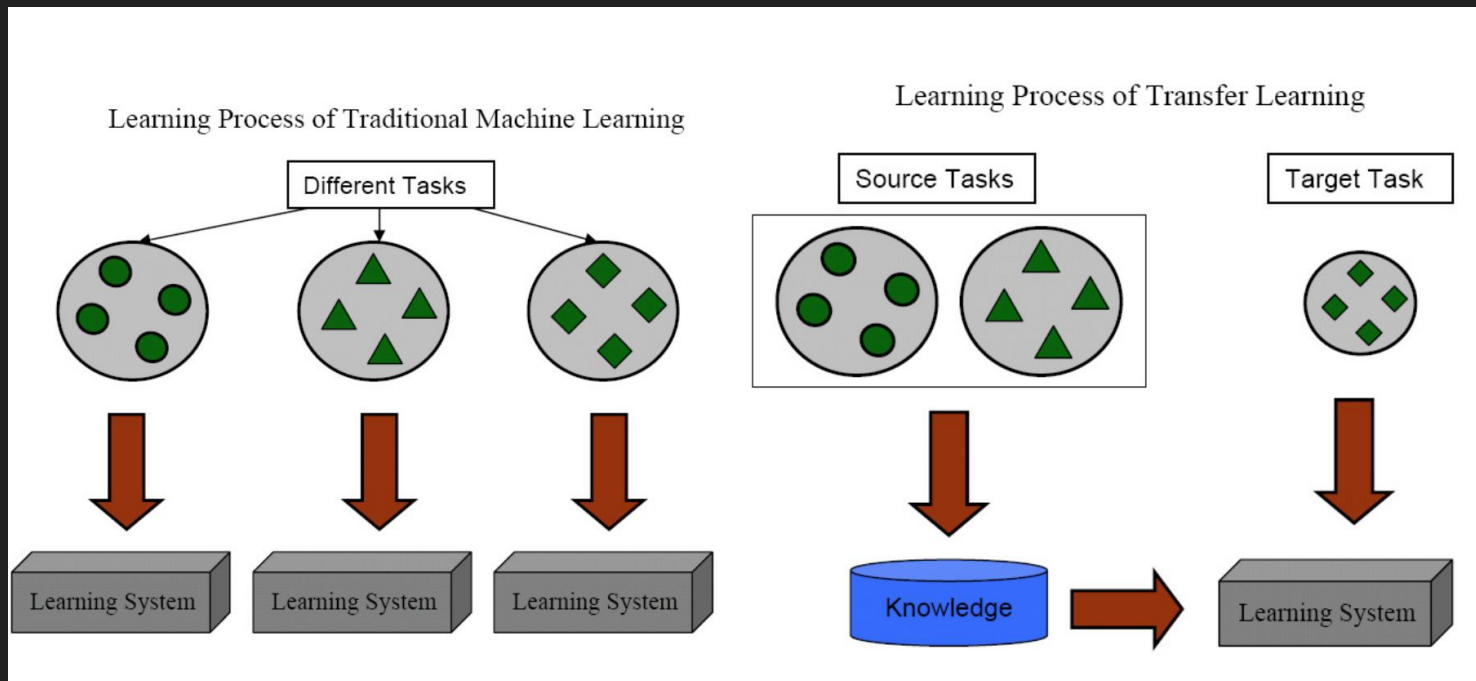 Learning Process of Traditional Machine Learning
Different Tasks
Learning System
Learning System
Learning System
Learning Process of Transfer Learning
Source Tasks
Target Task
Knowledge
Learning System